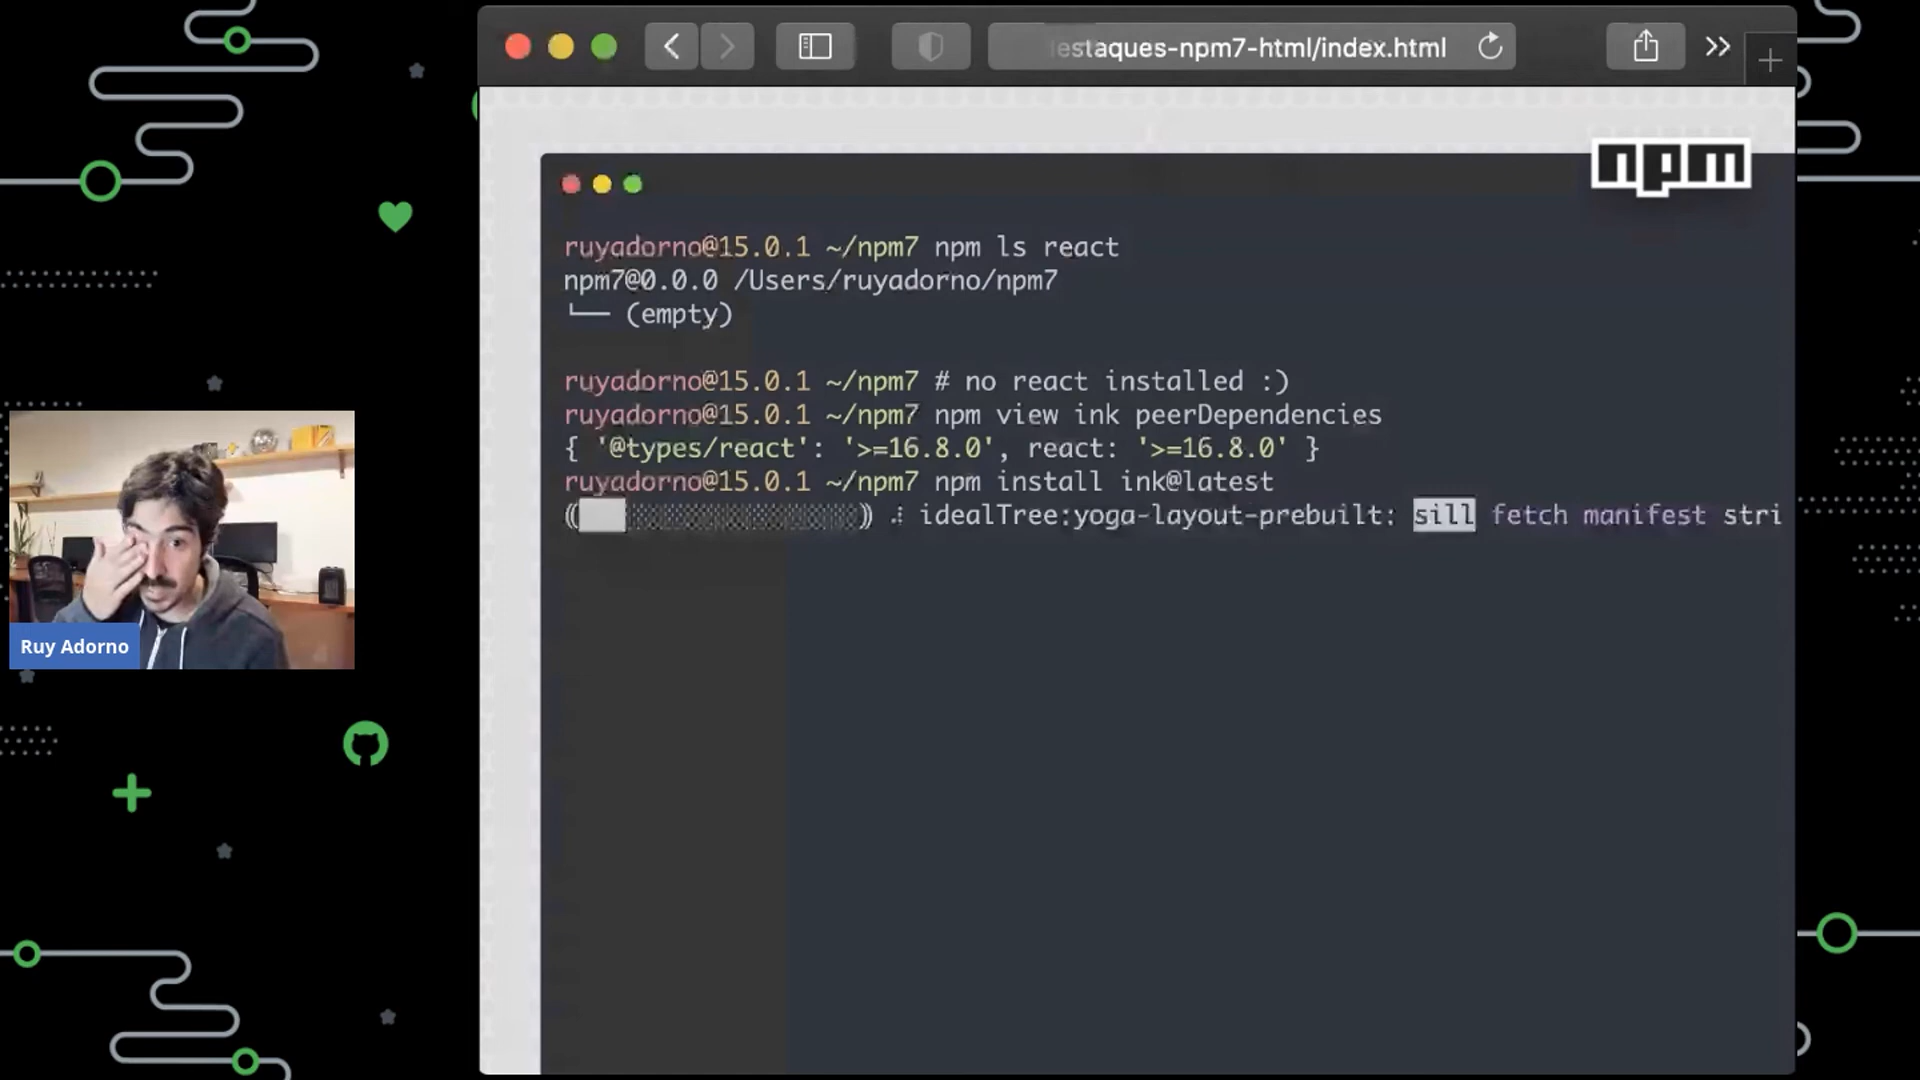 estaques-npm7-html/index.html
npm
ruyadorno@15.0.1 ~/npm7 npm ls react
npm7@0.0.0 /Users/ruyadorno/npm7
└── (empty)
ruyadorno@15.0.1 ~/npm7 # no react installed :)
ruyadorno@15.0.1 ~/npm7 npm view ink peerDependencies
{ '@types/react': '>=16.8.0', react: '>=16.8.0' }
ruyadorno@15.0.1 ~/npm7 npm install ink@latest
(( )) ⠼ idealTree:yoga-layout-prebuilt: sill fetch manifest stri
Ruy Adorno